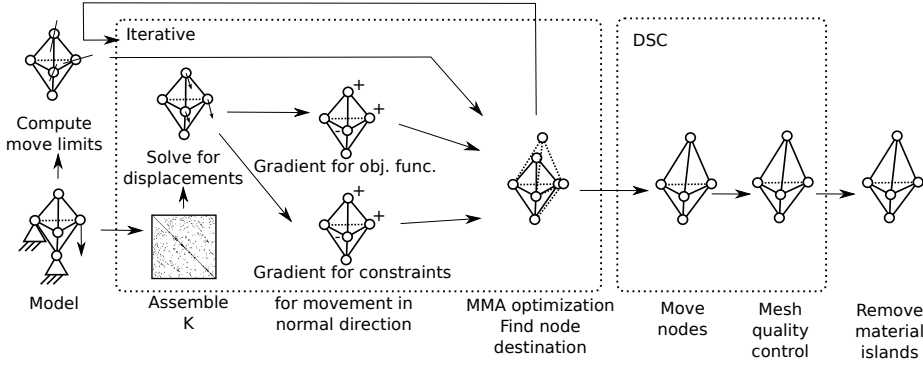 Iterative
DSC
Compute
move limits
Solve for
displacements
+
+
-
Gradient for obj. func.
+
+
-
Gradient for constraints
Model
Assemble
K
for movement in
normal direction
MMA optimization
Find node
destination
Move
nodes
Mesh
quality
control
Remove
material
islands